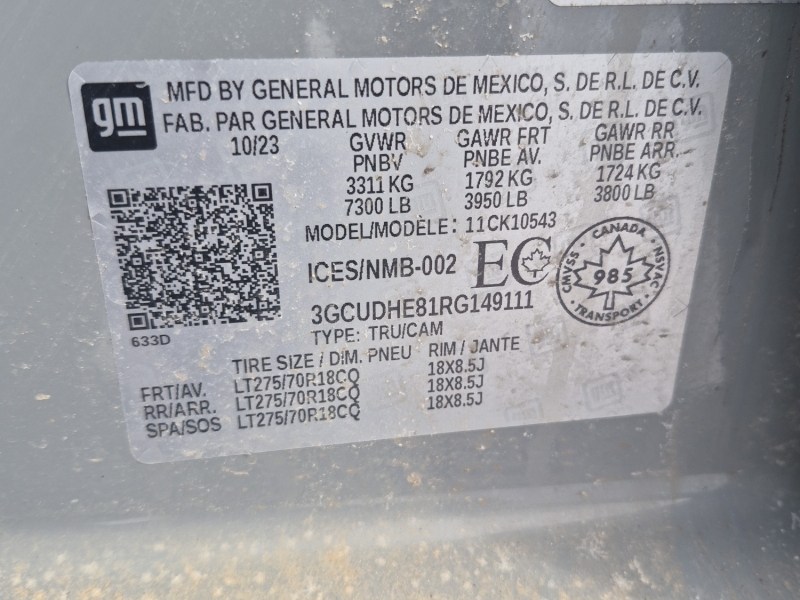 gm
MFD BY GENERAL MOTORS DE MEXICO, S. DE R.L. DE C.V.
FAB. PAR GENERAL MOTORS DE MEXICO, S. DE R.L. DE C.V.
10/23 GVWR GAWR FRT GAWR RR
PNBV PNBE AV. PNBE ARR.
3311 KG 1792 KG 1724 KG
7300 LB 3950 LB 3800 LB
MODEL/MODÈLE: 11CK10543
ICES/NMB-002 EC
CANADA
CMVSS 985 NSVAC
TRANSPORT
3GCUDHE81RG149111
TYPE: TRU/CAM
633D
TIRE SIZE / DIM. PNEU RIM / JANTE
FRT/AV. LT275/70R18CQ 18X8.5J
RR/ARR. LT275/70R18CQ 18X8.5J
SPA/SOS LT275/70R18CQ 18X8.5J